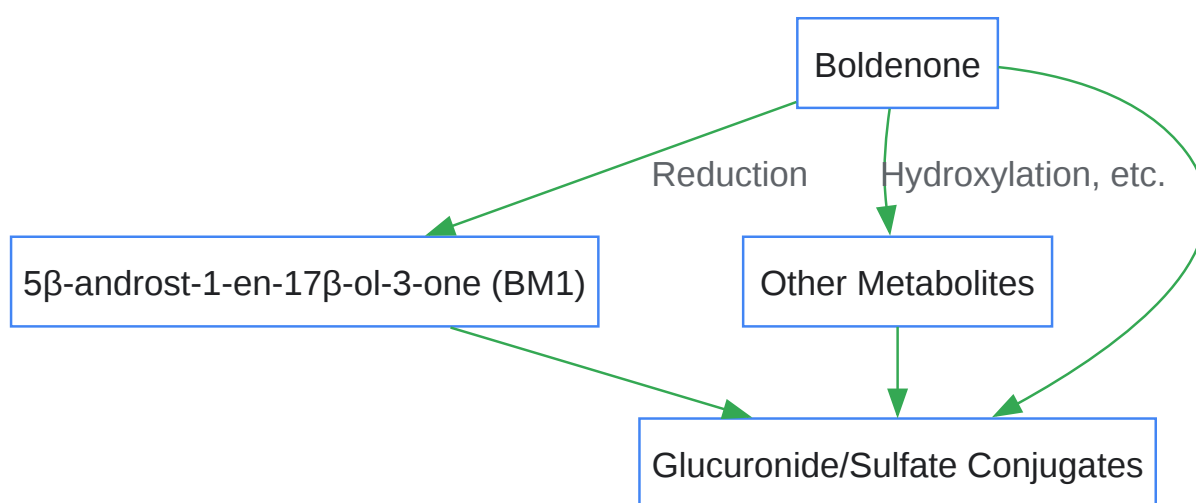 Boldenone
Reduction
Hydroxylation, etc.
5β-androst-1-en-17β-ol-3-one (BM1)
Other Metabolites
Glucuronide/Sulfate Conjugates